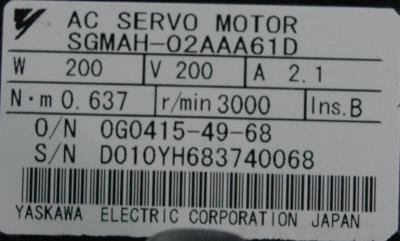 AC SERVO MOTOR
SGMAH-02AAA61D
W 200 V 200 A 2.1
N·m 0.637 r/min 3000 Ins.B
O/N 0G0415-49-68
S/N D010YH683740068
YASKAWA ELECTRIC CORPORATION JAPAN